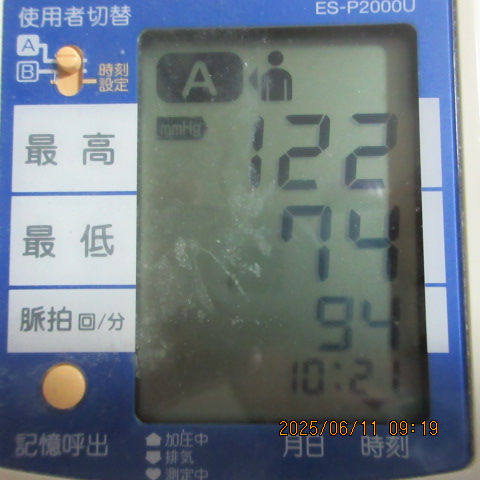 使用者切替
ES-P2000U
A
B
時刻
設定
A
mmHg
最高
122
最低
74
脈拍 回/分
94
10:21
2025/06/11 09:19
記憶呼出
加圧中
排気
測定中
月日
時刻